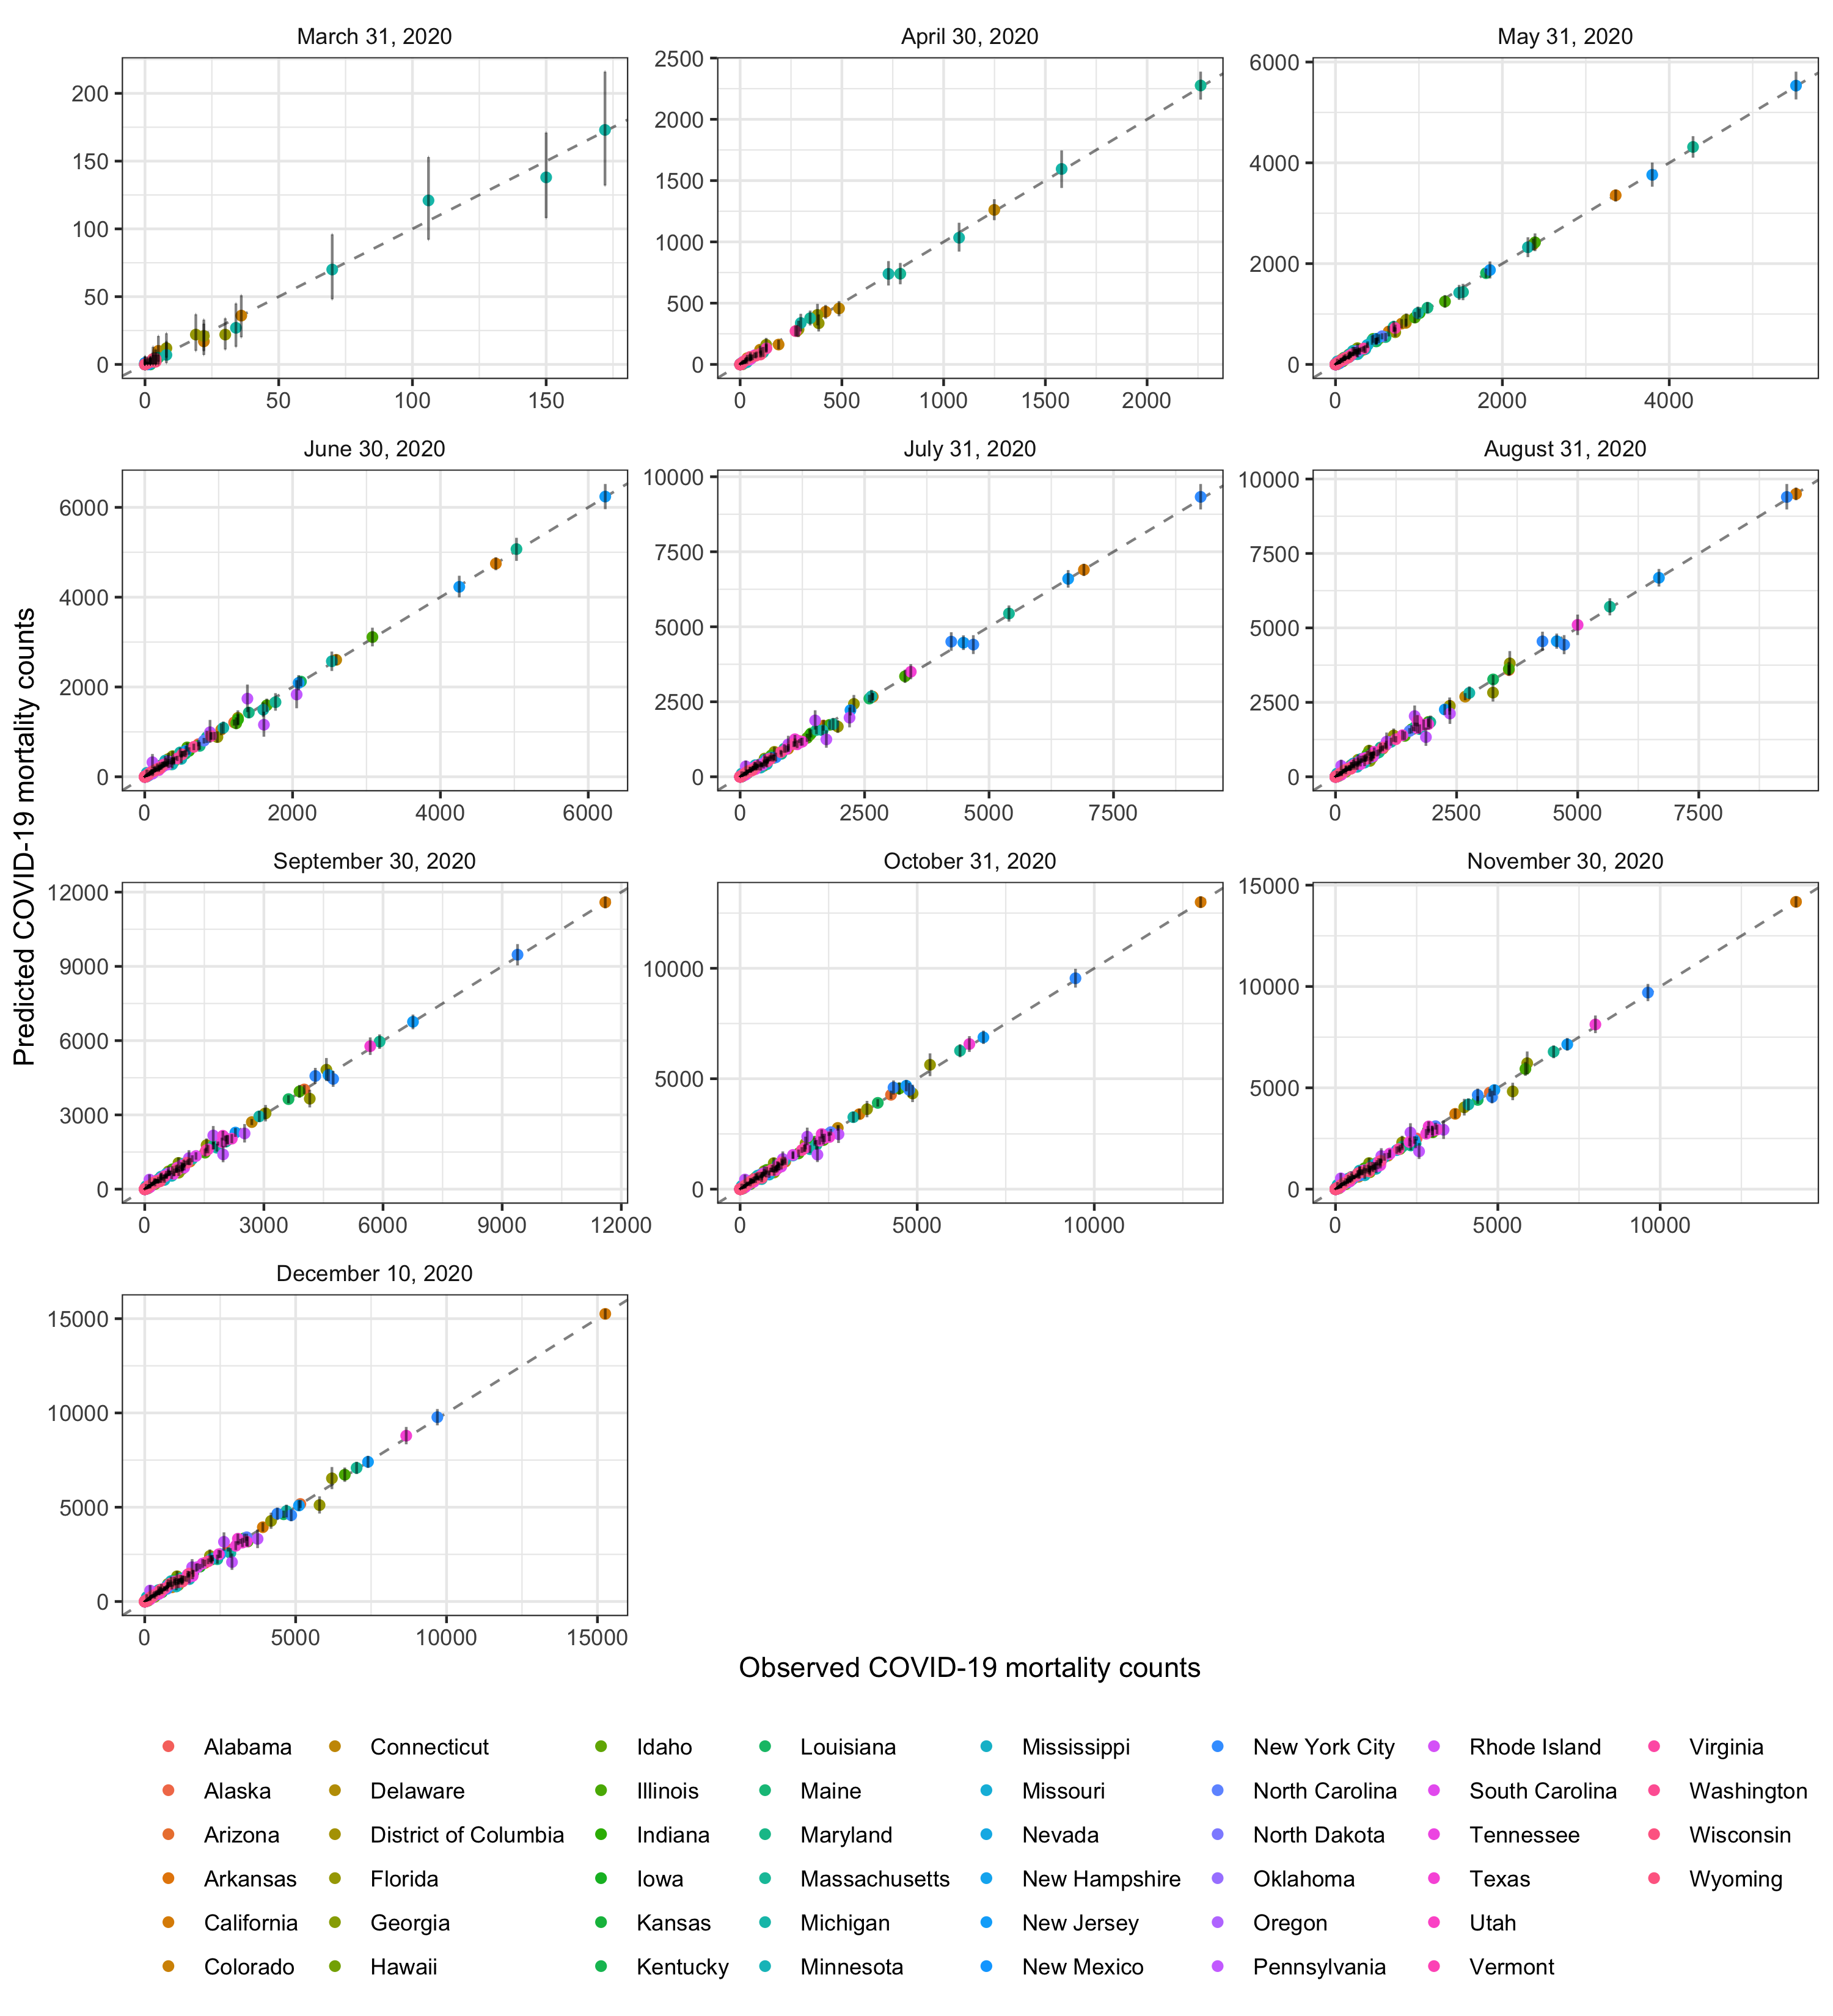 March 31, 2020
April 30, 2020
May 31, 2020
200
150
100
50
0
0 50 100 150
2500
2000
1500
1000
500
0
0 500 1000 1500 2000
6000
4000
2000
0
0 2000 4000
June 30, 2020
July 31, 2020
August 31, 2020
6000
4000
2000
0
0 2000 4000 6000
10000
7500
5000
2500
0
0 2500 5000 7500
10000
7500
5000
2500
0
0 2500 5000 7500
Predicted COVID-19 mortality counts
September 30, 2020
October 31, 2020
November 30, 2020
12000
9000
6000
3000
0
0 3000 6000 9000 12000
10000
5000
0
0 5000 10000
15000
10000
5000
0
0 5000 10000
December 10, 2020
15000
10000
5000
0
0 5000 10000 15000
Observed COVID-19 mortality counts
Alabama
Alaska
Arizona
Arkansas
California
Colorado
Connecticut
Delaware
District of Columbia
Florida
Georgia
Hawaii
Idaho
Illinois
Indiana
Iowa
Kansas
Kentucky
Louisiana
Maine
Maryland
Massachusetts
Michigan
Minnesota
Mississippi
Missouri
Nevada
New Hampshire
New Jersey
New Mexico
New York City
North Carolina
North Dakota
Oklahoma
Oregon
Pennsylvania
Rhode Island
South Carolina
Tennessee
Texas
Utah
Vermont
Virginia
Washington
Wisconsin
Wyoming